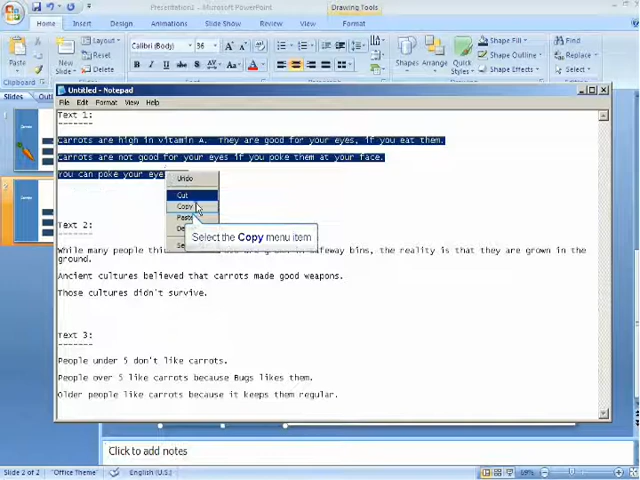 Presentation1 - Microsoft PowerPoint
Drawing Tools
Home Insert Design Animations Slide Show Review View Format
Paste
New Slide
Layout
Reset
Delete
Calibri (Body) 36
B I U abe S AV Aa A
Shapes Arrange Quick Styles
Shape Fill
Shape Outline
Shape Effects
Find
Replace
Select
Clipboard
Slides
Untitled - Notepad
File Edit Format View Help
Text 1:
-------
Carrots are high in vitamin A. They are good for your eyes, if you eat them.
Carrots are not good for your eyes if you poke them at your face.
You can poke your eye
Undo
Cut
Copy
Paste
Select the Copy menu item
Text 2:
-------
While many people thi in Safeway bins, the reality is that they are grown in the
ground.
Ancient cultures believed that carrots made good weapons.
Those cultures didn't survive.
Text 3:
-------
People under 5 don't like carrots.
People over 5 like carrots because Bugs likes them.
Older people like carrots because it keeps them regular.
1
2
Click to add notes
Slide 2 of 2 "Office Theme" English (U.S.) 69%